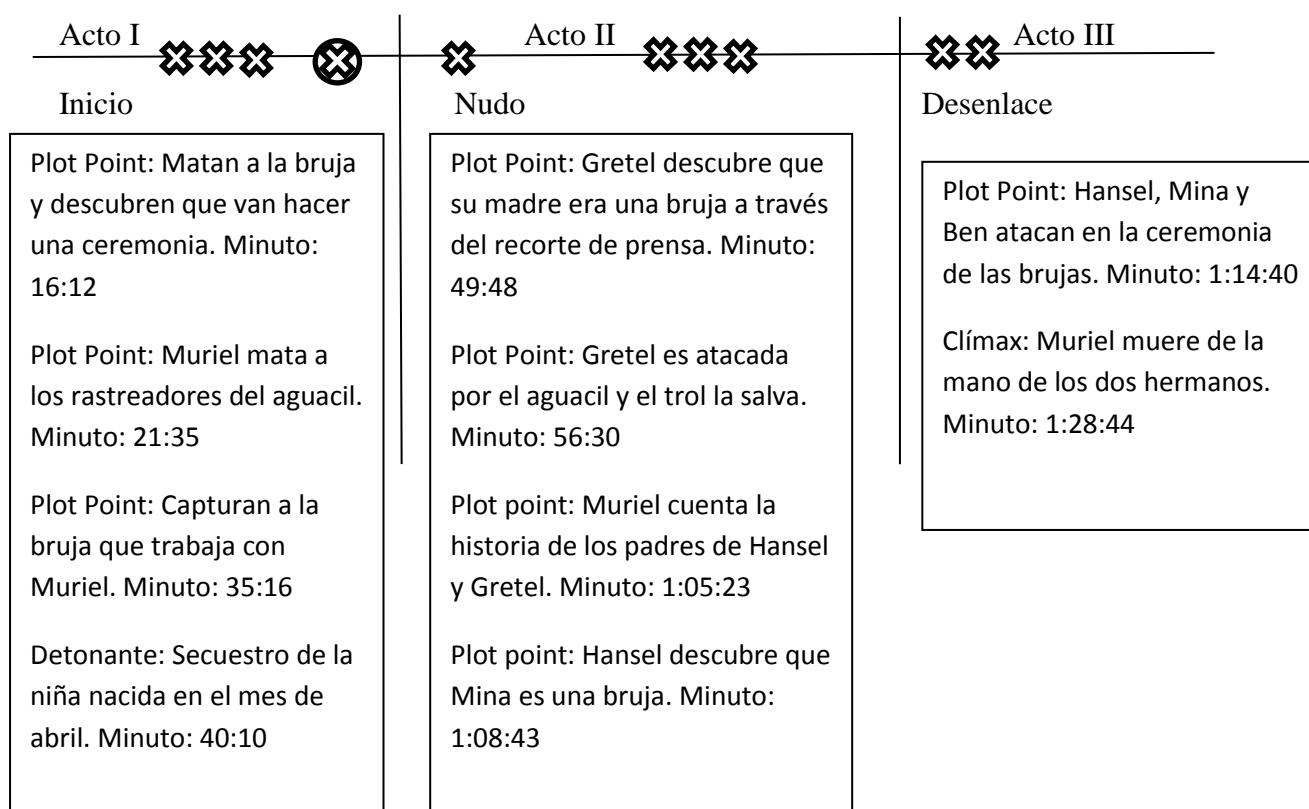 Acto I
Acto II
Acto III
Inicio
Nudo
Desenlace
Plot Point: Matan a la bruja
y descubren que van hacer
una ceremonia. Minuto:
16:12
Plot Point: Muriel mata a
los rastreadores del aguacil.
Minuto: 21:35
Plot Point: Capturan a la
bruja que trabaja con
Muriel. Minuto: 35:16
Detonante: Secuestro de la
niña nacida en el mes de
abril. Minuto: 40:10
Plot Point: Gretel descubre que
su madre era una bruja a través
del recorte de prensa. Minuto:
49:48
Plot Point: Gretel es atacada
por el aguacil y el trol la salva.
Minuto: 56:30
Plot point: Muriel cuenta la
historia de los padres de Hansel
y Gretel. Minuto: 1:05:23
Plot point: Hansel descubre que
Mina es una bruja. Minuto:
1:08:43
Plot Point: Hansel, Mina y
Ben atacan en la ceremonia
de las brujas. Minuto: 1:14:40
Clímax: Muriel muere de la
mano de los dos hermanos.
Minuto: 1:28:44